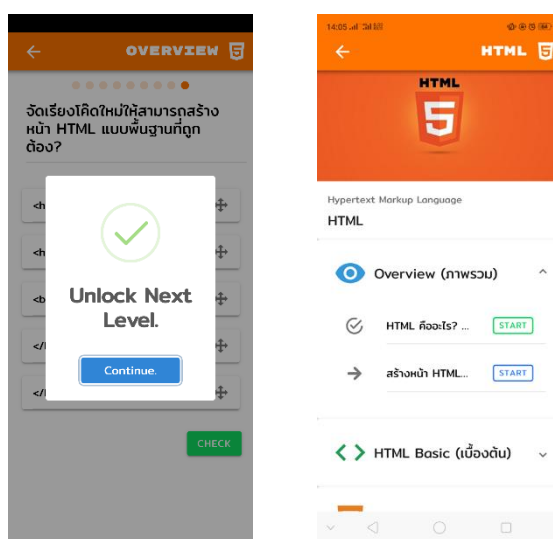 OVERVIEW
จัดเรียงโค๊ดใหม่ให้สามารถสร้าง
หน้า HTML แบบพื้นฐานที่ถูก
ต้อง?
<h
<h
<b
</
</
Unlock Next
Level.
Continue.
CHECK
14:05
HTML
HTML
5
Hypertext Markup Language
HTML
Overview (ภาพรวม)
HTML คืออะไร? ...
START
สร้างหน้า HTML...
START
HTML Basic (เบื้องต้น)